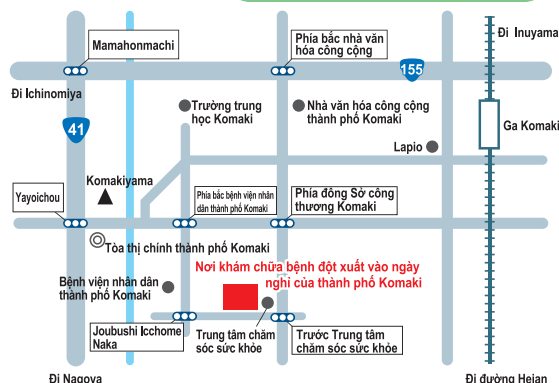 Đi Inuyama
Mamahonmachi
Phía bắc nhà văn
hóa công cộng
155
Đi Ichinomiya
Trường trung
học Komaki
Nhà văn hóa công cộng
thành phố Komaki
Ga Komaki
41
Lapio
Komakiyama
Yayoichou
Phía bắc bệnh viện nhân
dân thành phố Komaki
Phía đông Sở công
thương Komaki
Tòa thị chính thành phố Komaki
Nơi khám chữa bệnh đột xuất vào ngày
nghỉ của thành phố Komaki
Bệnh viện nhân dân
thành phố Komaki
Joubushi Icchome
Naka
Trung tâm chăm
sóc sức khỏe
Trước Trung tâm
chăm sóc sức khỏe
Đi Nagoya
Đi đường Heian